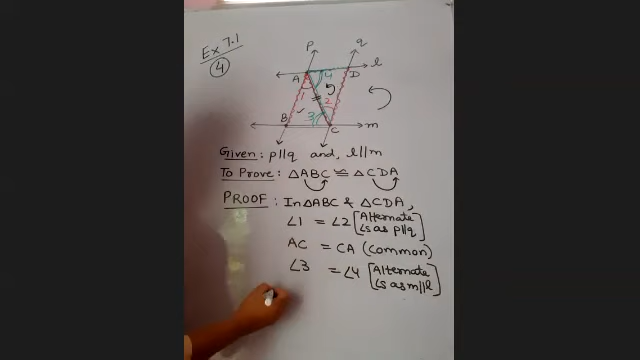 Ex 7.1
4
p
q
A
4
D
l
1
2
B
3
C
m
Given: p||q and, l||m
To Prove: △ABC ≅ △CDA
PROOF: In △ABC & △CDA,
∠1 = ∠2 [Alternate
∠s as p||q]
AC = CA (common)
∠3 = ∠4 [Alternate
∠s as m||l]